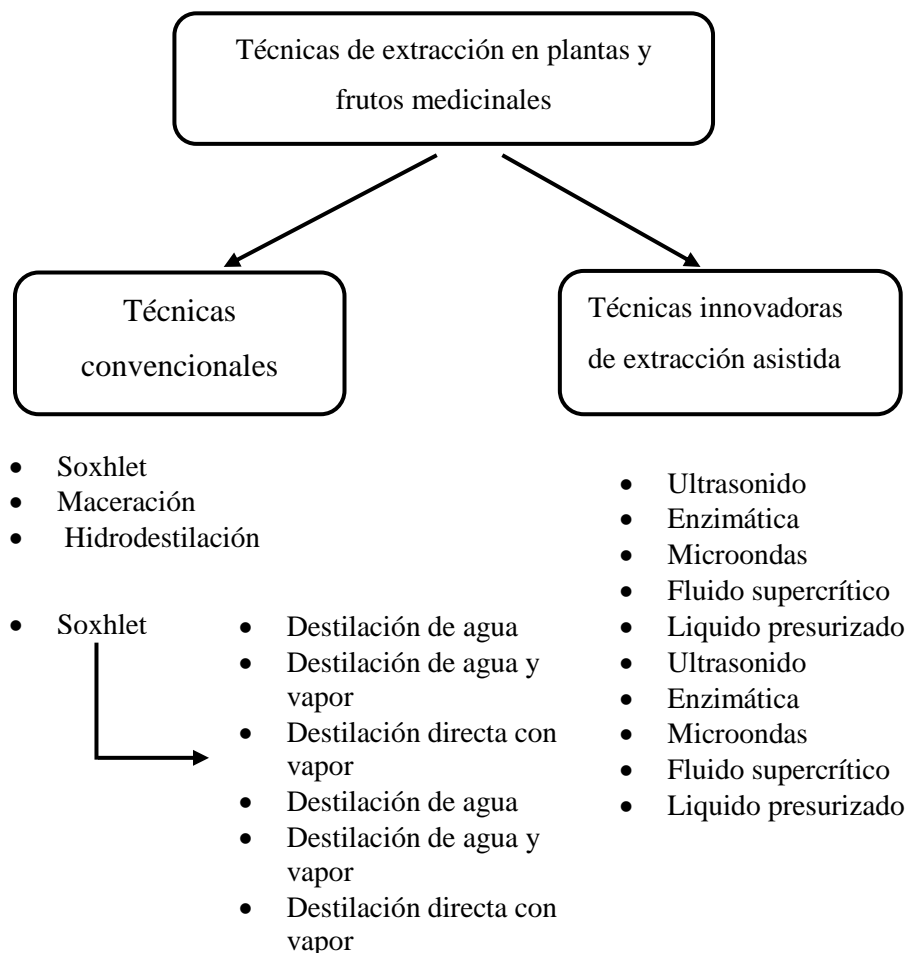 Técnicas de extracción en plantas y
frutos medicinales
Técnicas
convencionales
Técnicas innovadoras
de extracción asistida
• Soxhlet
• Maceración
• Hidrodestilación
• Soxhlet
• Destilación de agua
• Destilación de agua y
vapor
• Destilación directa con
vapor
• Destilación de agua
• Destilación de agua y
vapor
• Destilación directa con
vapor
• Ultrasonido
• Enzimática
• Microondas
• Fluido supercrítico
• Liquido presurizado
• Ultrasonido
• Enzimática
• Microondas
• Fluido supercrítico
• Liquido presurizado